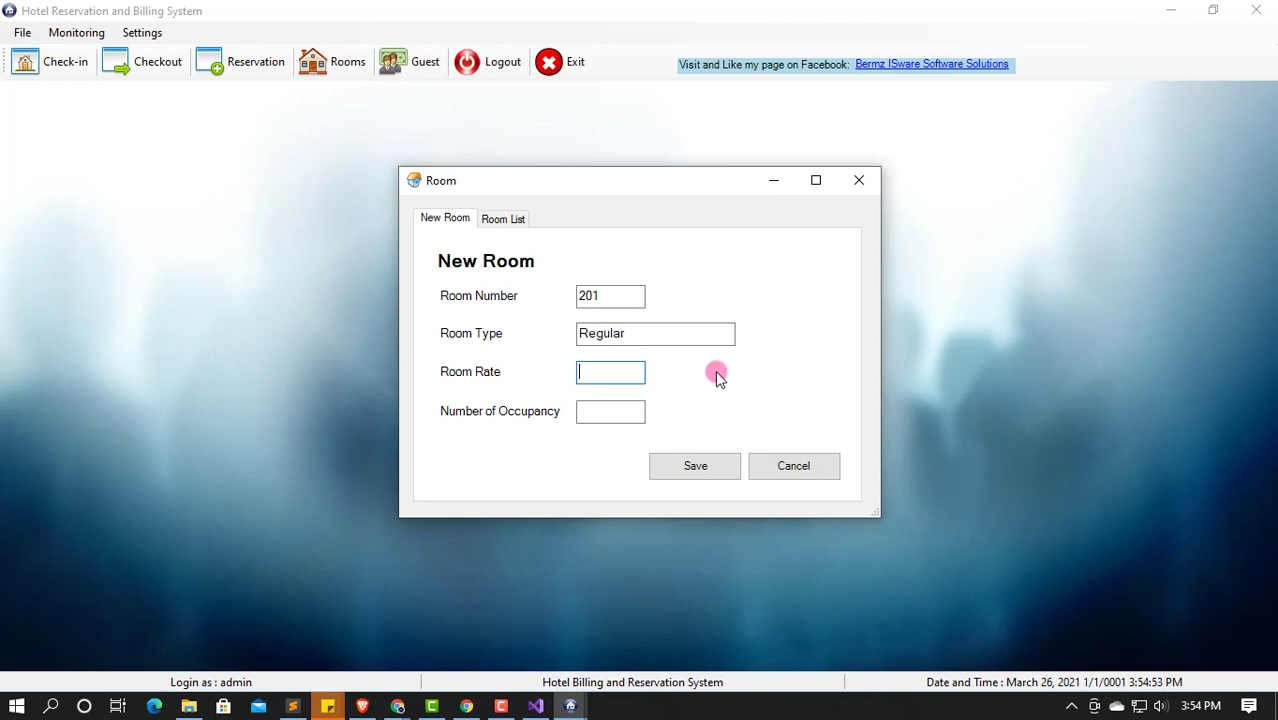 Hotel Reservation and Billing System
File Monitoring Settings
Check-in Checkout Reservation Rooms Guest Logout Exit Visit and Like my page on Facebook: Bermz ISware Software Solutions
Room
New Room Room List
New Room
Room Number 201
Room Type Regular
Room Rate
Number of Occupancy
Save Cancel
Login as : admin Hotel Billing and Reservation System Date and Time : March 26, 2021 1/1/0001 3:54:53 PM
3:54 PM